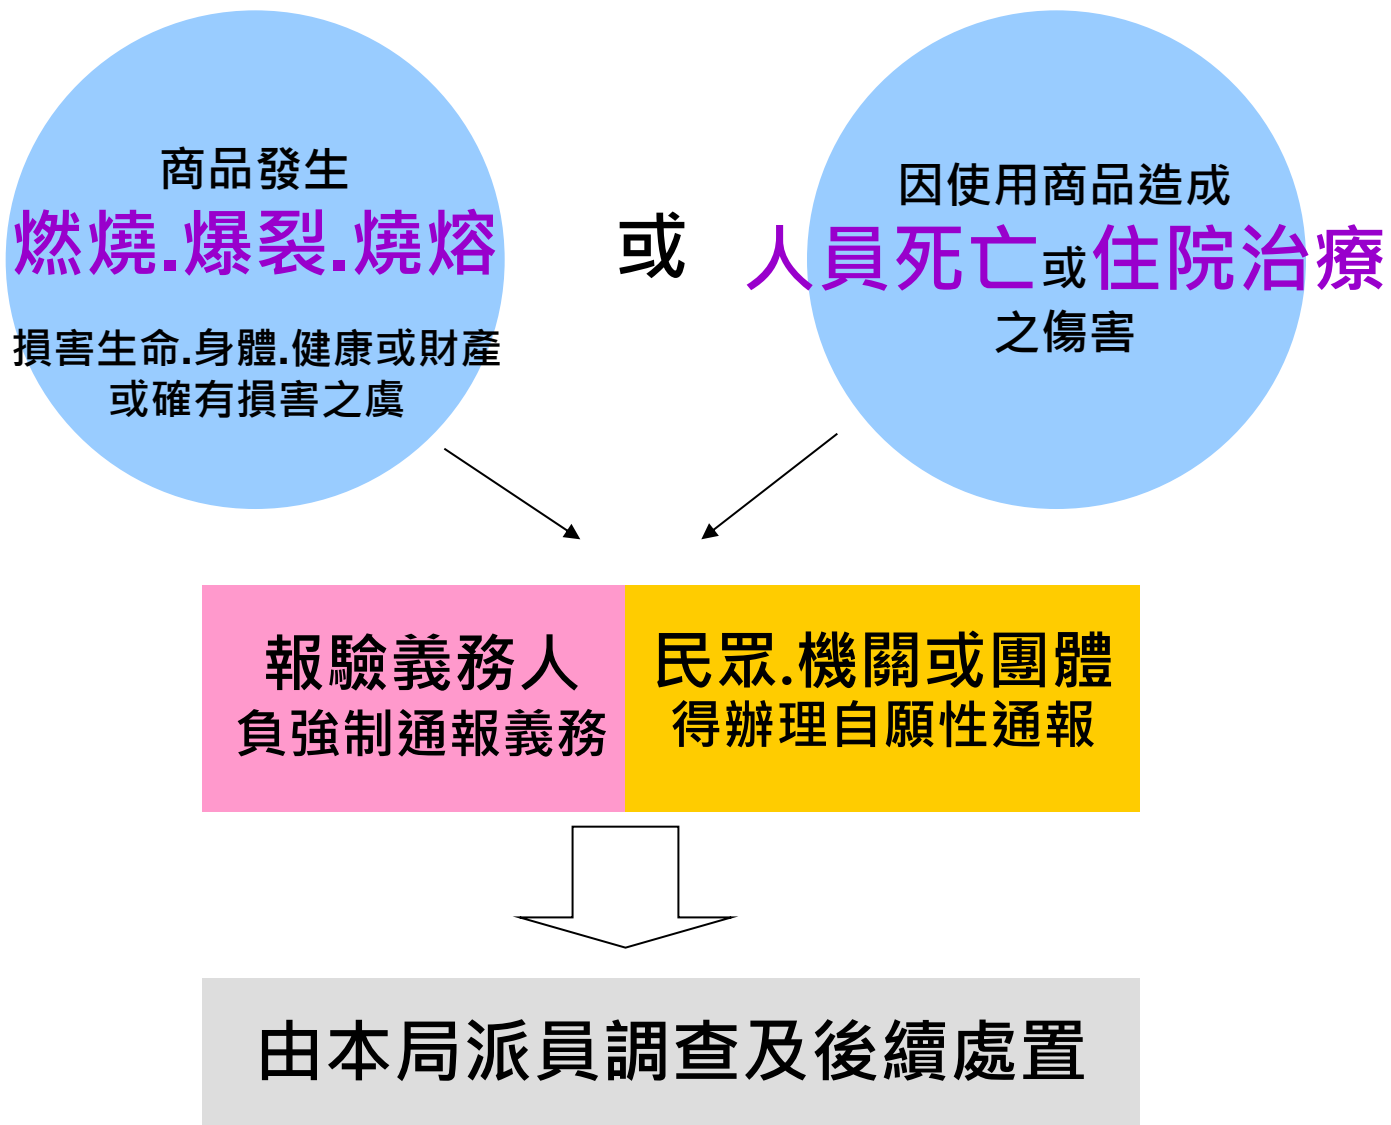 商品發生
燃燒.爆裂.燒熔
損害生命.身體.健康或財產
或確有損害之虞
或
因使用商品造成
人員死亡或住院治療
之傷害
報驗義務人
負強制通報義務
民眾.機關或團體
得辦理自願性通報
由本局派員調查及後續處置